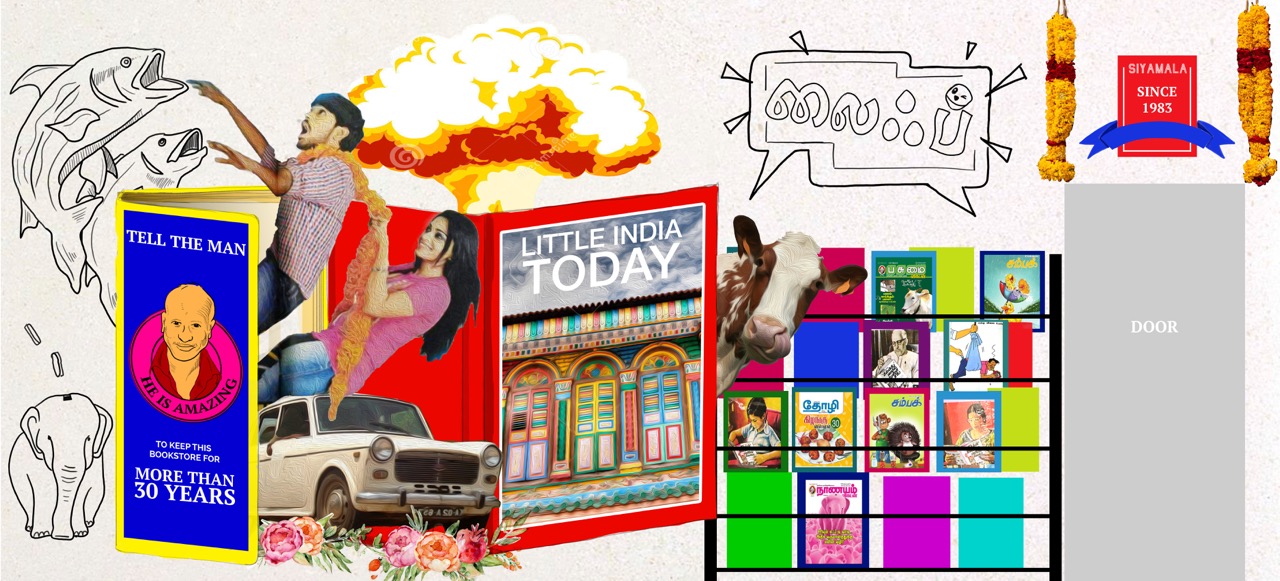 TELL THE MAN
HE IS AMAZING
TO KEEP THIS
BOOKSTORE FOR
MORE THAN
30 YEARS
LITTLE INDIA
TODAY
லைஃப்
SIYAMALA
SINCE
1983
பசுமை
சம்பக்
தோழி
கிராமிய
30
சம்பக்
நாணயம்
DOOR